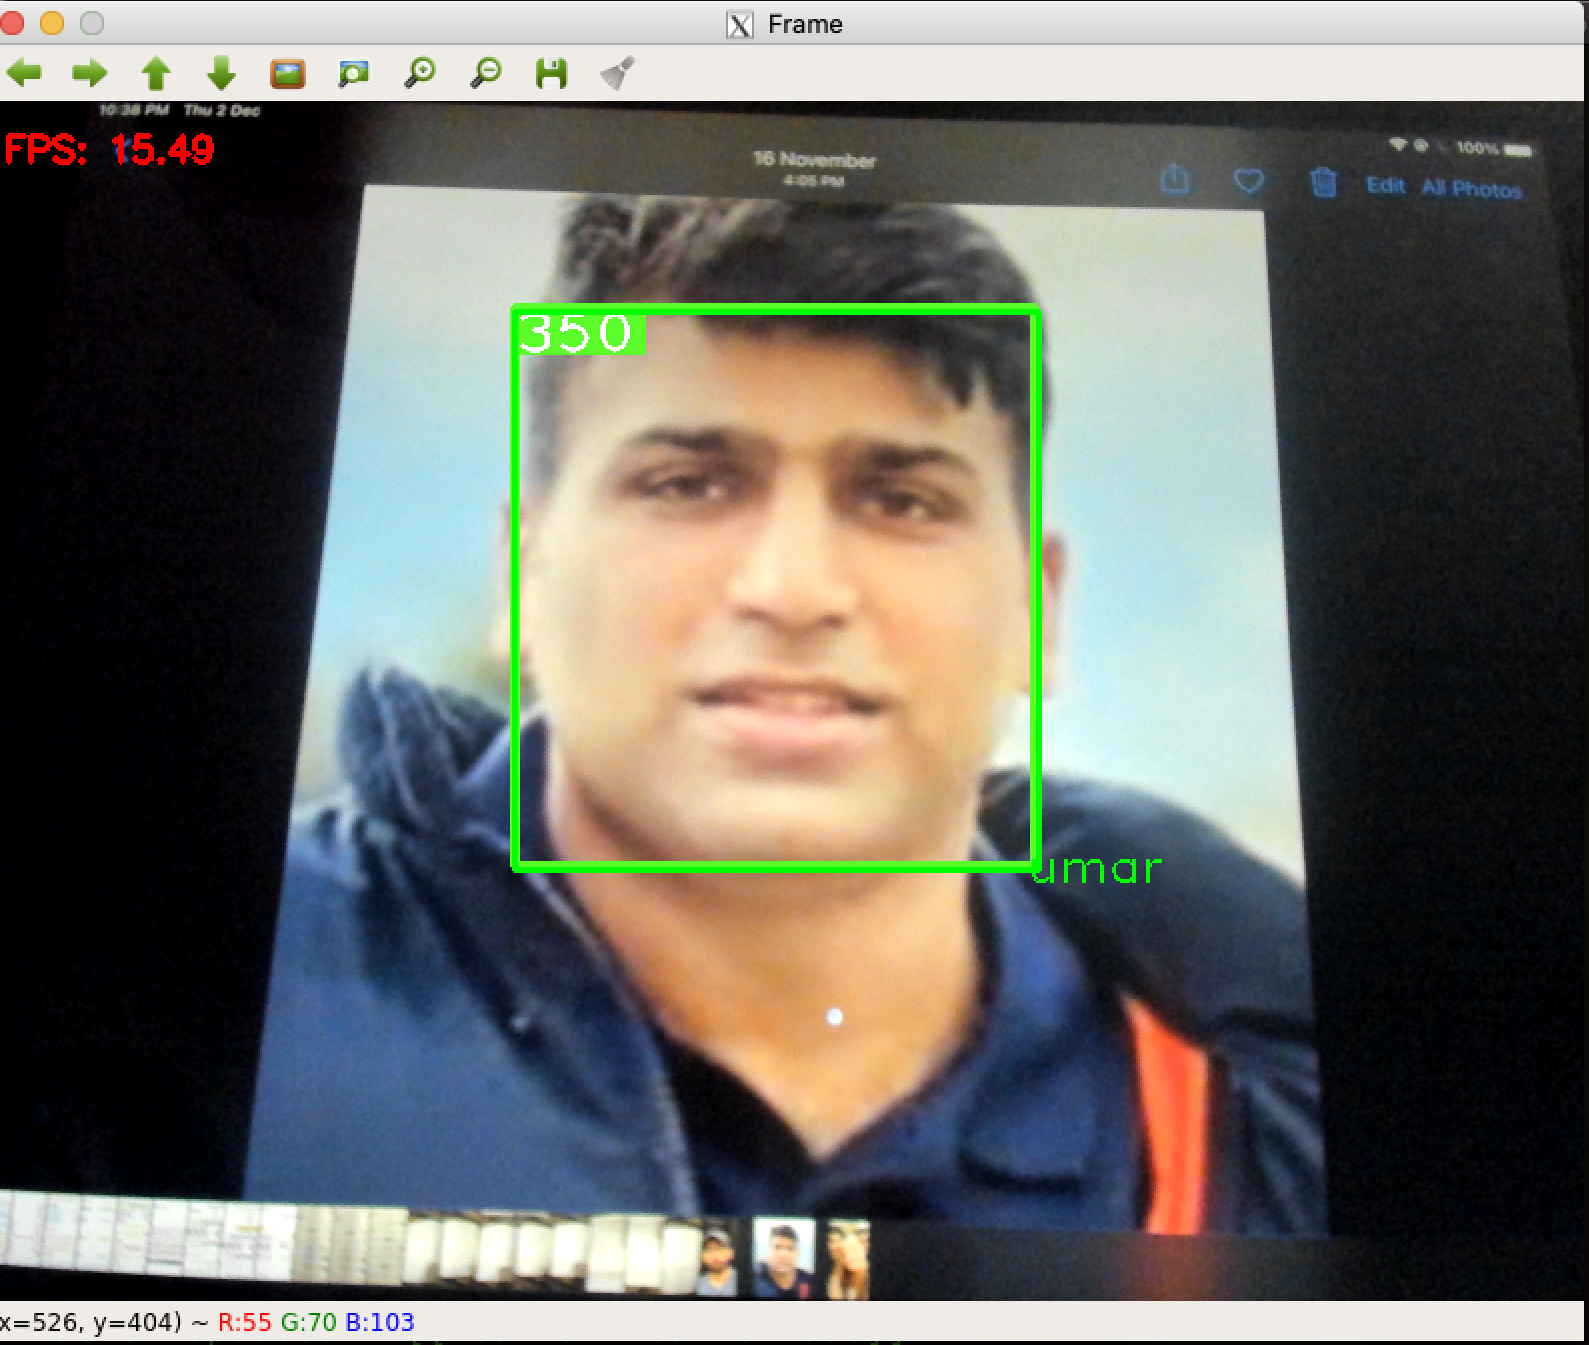 Frame
10:38 PM Thu 2 Dec
FPS: 15.49
16 November
4:05 PM
100%
Edit All Photos
350
umar
x=526, y=404) ~ R:55 G:70 B:103